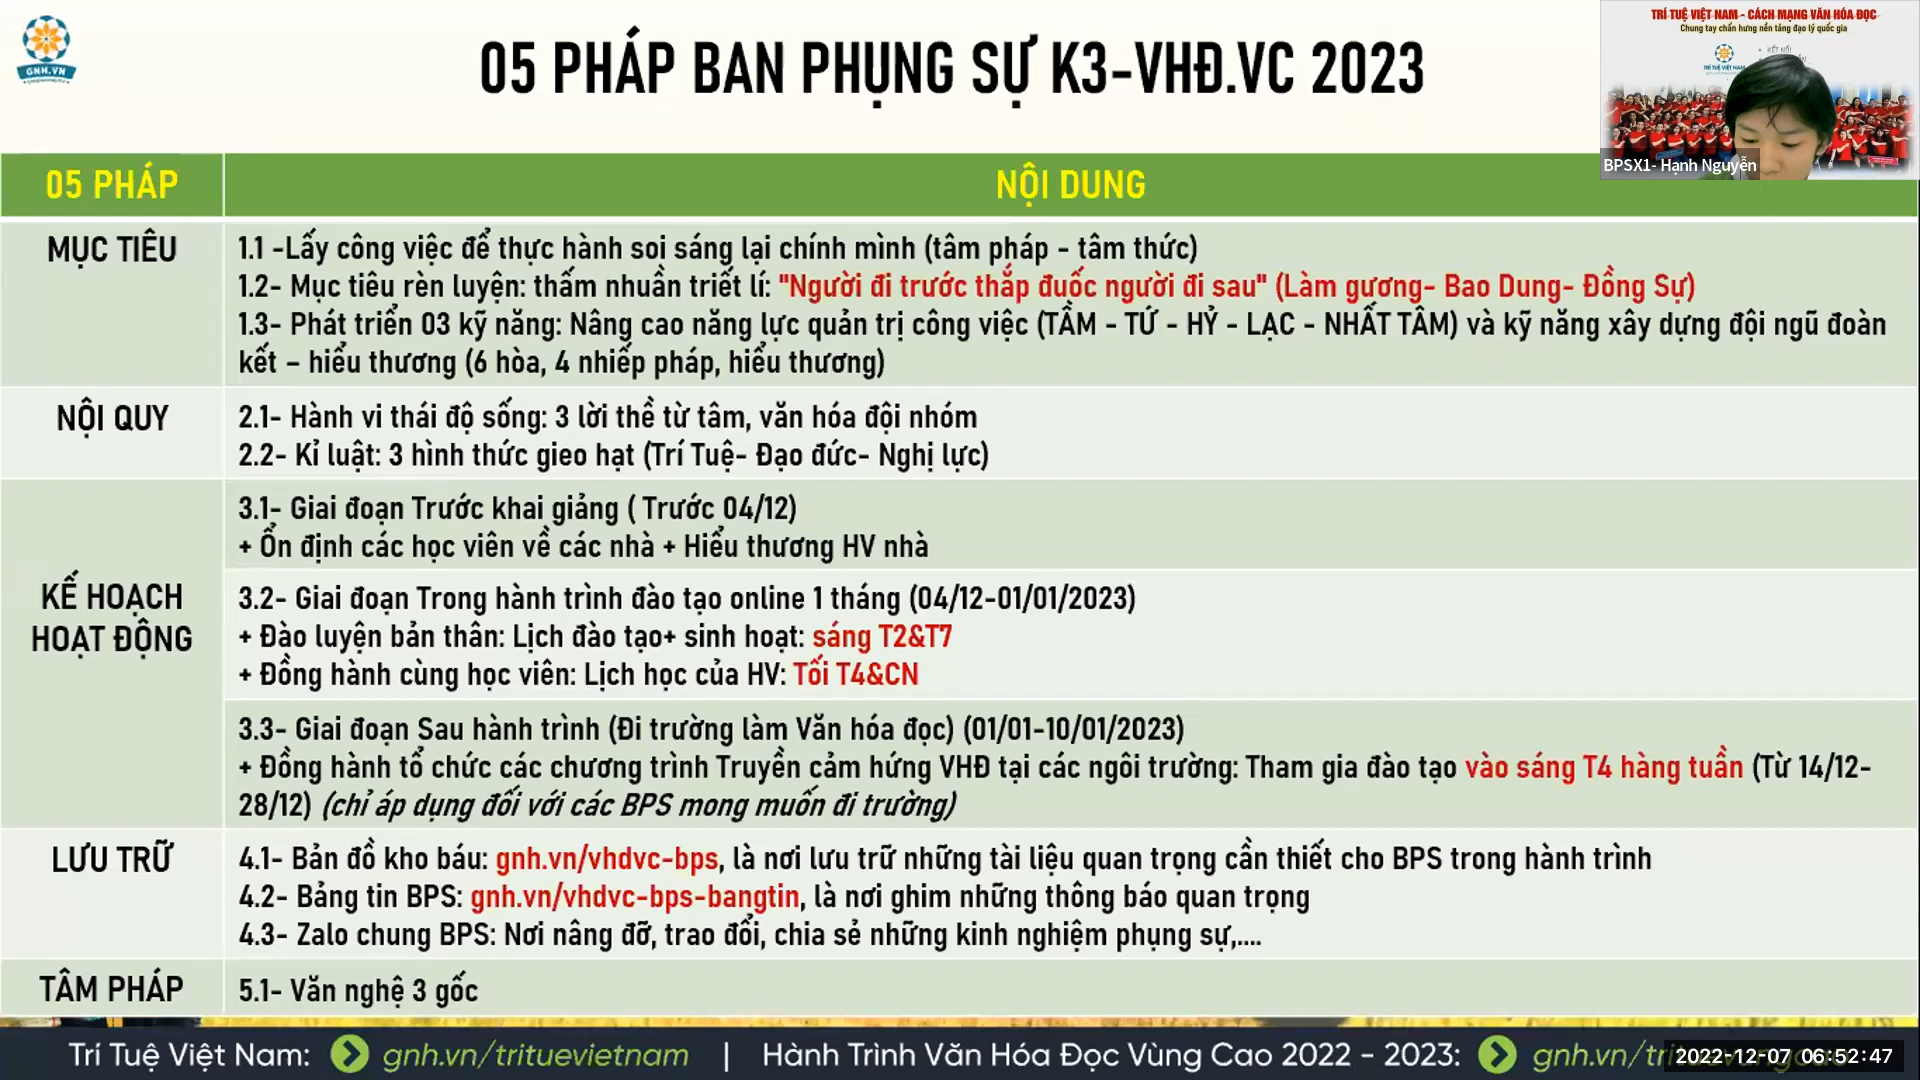 GNH.VN
05 PHÁP BAN PHỤNG SỰ K3-VHĐ.VC 2023
TRÍ TUỆ VIỆT NAM - CÁCH MẠNG VĂN HÓA ĐỌC
Chung tay chấn hưng nền tảng đạo lý quốc gia
BPSX1- Hạnh Nguyễn
05 PHÁP
NỘI DUNG
MỤC TIÊU
1.1 -Lấy công việc để thực hành soi sáng lại chính mình (tâm pháp - tâm thức)
1.2- Mục tiêu rèn luyện: thấm nhuần triết lí: "Người đi trước thắp đuốc người đi sau" (Làm gương- Bao Dung- Đồng Sự)
1.3- Phát triển 03 kỹ năng: Nâng cao năng lực quản trị công việc (TẦM - TỨ - HỶ - LẠC - NHẤT TÂM) và kỹ năng xây dựng đội ngũ đoàn
kết – hiểu thương (6 hòa, 4 nhiếp pháp, hiểu thương)
NỘI QUY
2.1- Hành vi thái độ sống: 3 lời thề từ tâm, văn hóa đội nhóm
2.2- Kỉ luật: 3 hình thức gieo hạt (Trí Tuệ- Đạo đức- Nghị lực)
KẾ HOẠCH
HOẠT ĐỘNG
3.1- Giai đoạn Trước khai giảng ( Trước 04/12)
+ Ổn định các học viên về các nhà + Hiểu thương HV nhà
3.2- Giai đoạn Trong hành trình đào tạo online 1 tháng (04/12-01/01/2023)
+ Đào luyện bản thân: Lịch đào tạo+ sinh hoạt: sáng T2&T7
+ Đồng hành cùng học viên: Lịch học của HV: Tối T4&CN
3.3- Giai đoạn Sau hành trình (Đi trường làm Văn hóa đọc) (01/01-10/01/2023)
+ Đồng hành tổ chức các chương trình Truyền cảm hứng VHĐ tại các ngôi trường: Tham gia đào tạo vào sáng T4 hàng tuần (Từ 14/12-
28/12) (chỉ áp dụng đối với các BPS mong muốn đi trường)
LƯU TRỮ
4.1- Bản đồ kho báu: gnh.vn/vhdvc-bps, là nơi lưu trữ những tài liệu quan trọng cần thiết cho BPS trong hành trình
4.2- Bảng tin BPS: gnh.vn/vhdvc-bps-bangtin, là nơi ghim những thông báo quan trọng
4.3- Zalo chung BPS: Nơi nâng đỡ, trao đổi, chia sẻ những kinh nghiệm phụng sự,....
TÂM PHÁP
5.1- Văn nghệ 3 gốc
Trí Tuệ Việt Nam: gnh.vn/trituevietnam | Hành Trình Văn Hóa Đọc Vùng Cao 2022 - 2023:
2022-12-07 06:52:47